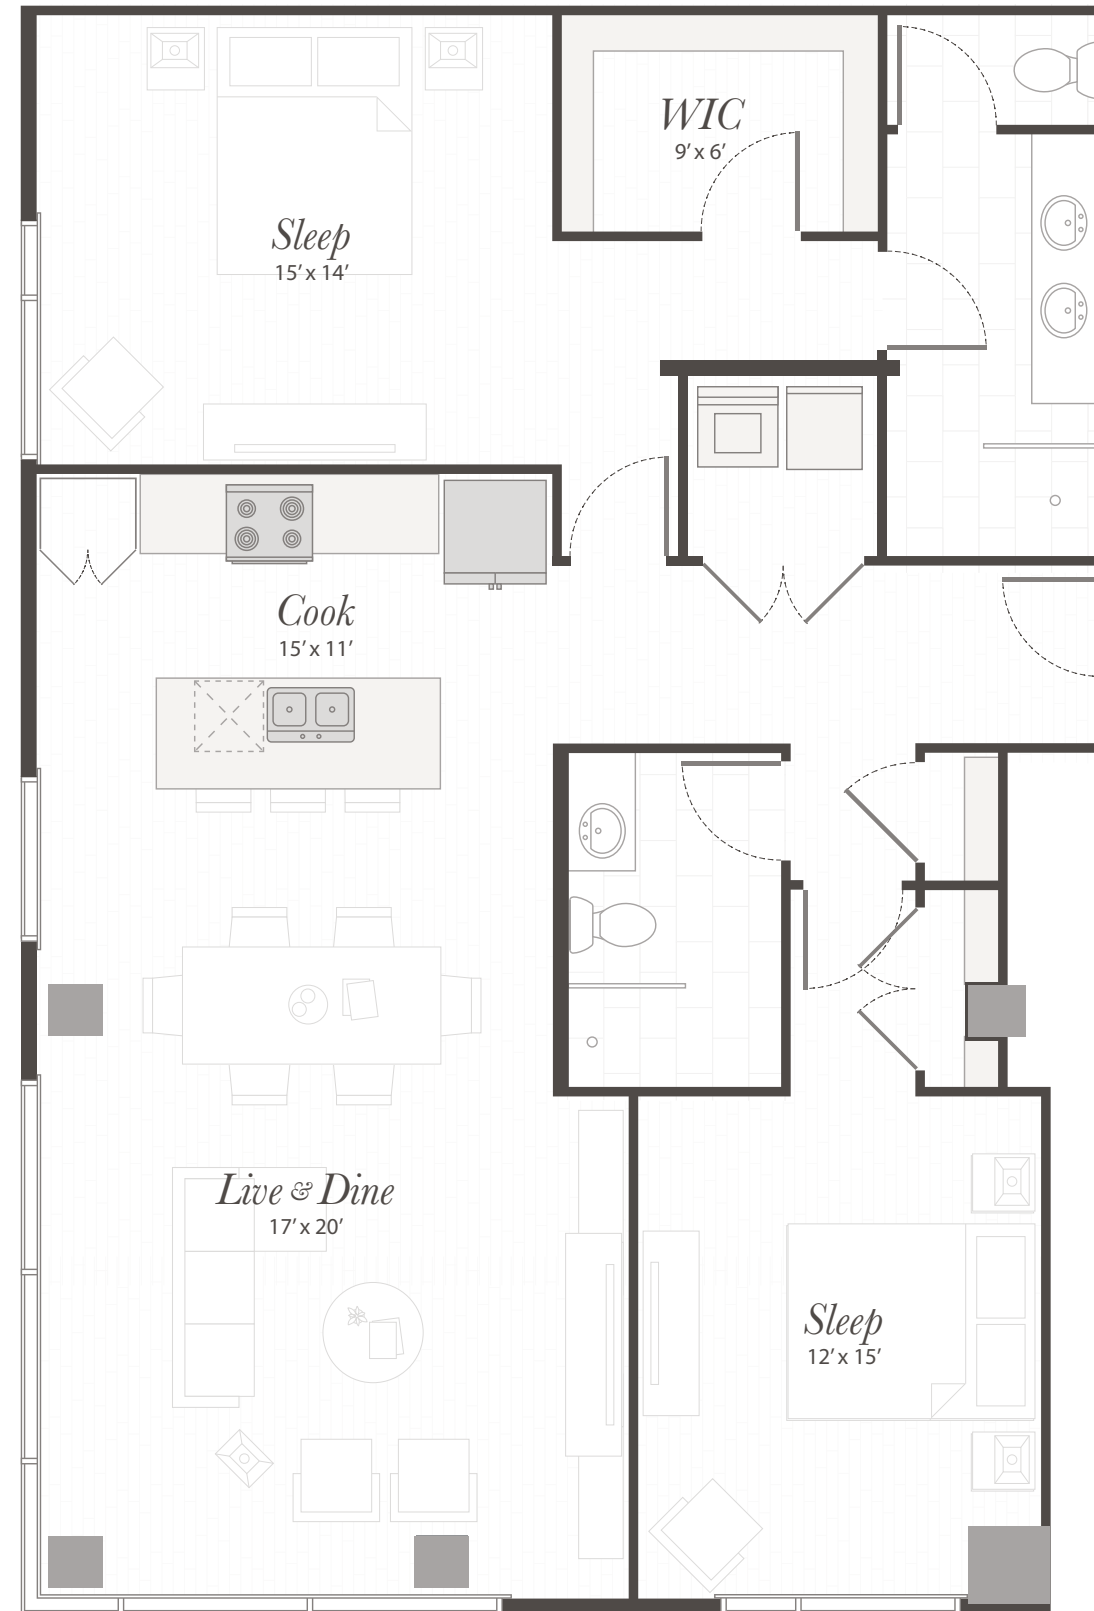 WIC
9’ x 6’
Sleep
15’ x 14’
Cook
15’ x 11’
Live & Dine
17’ x 20’
Sleep
12’ x 15’